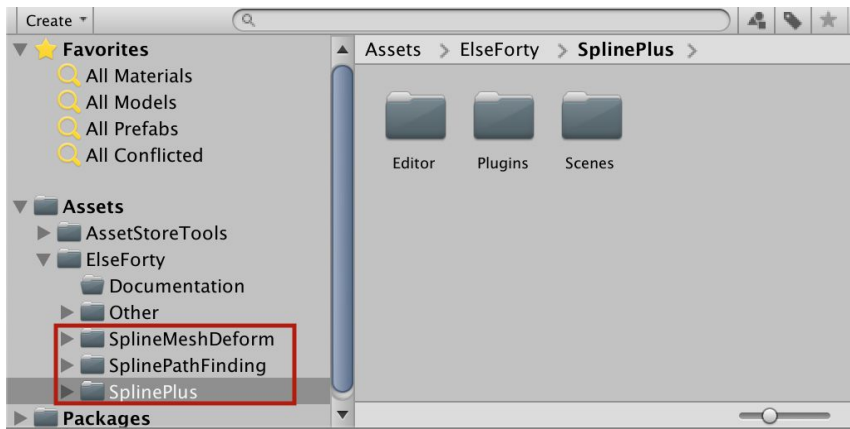 Create
Favorites
All Materials
All Models
All Prefabs
All Conflicted
Assets
AssetStoreTools
ElseForty
Documentation
Other
SplineMeshDeform
SplinePathFinding
SplinePlus
Packages
Assets > ElseForty > SplinePlus >
Editor Plugins Scenes